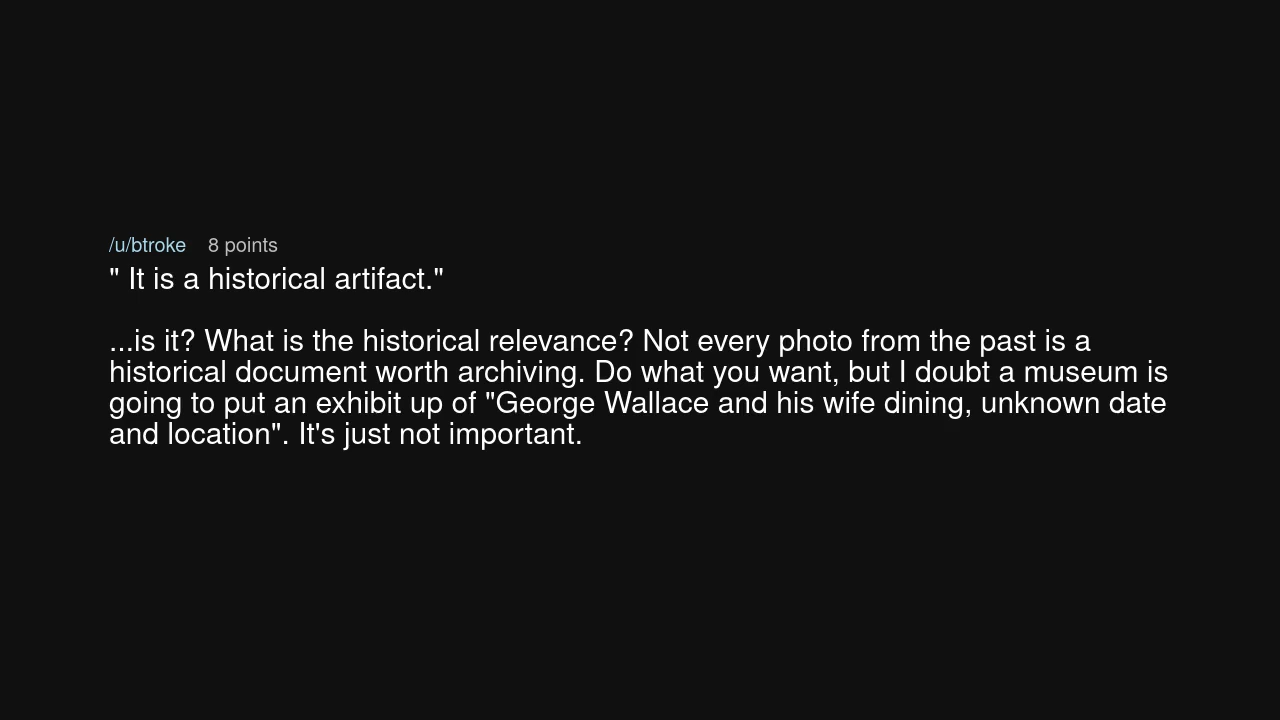 /u/btroke 8 points
" It is a historical artifact."
...is it? What is the historical relevance? Not every photo from the past is a
historical document worth archiving. Do what you want, but I doubt a museum is
going to put an exhibit up of "George Wallace and his wife dining, unknown date
and location". It's just not important.